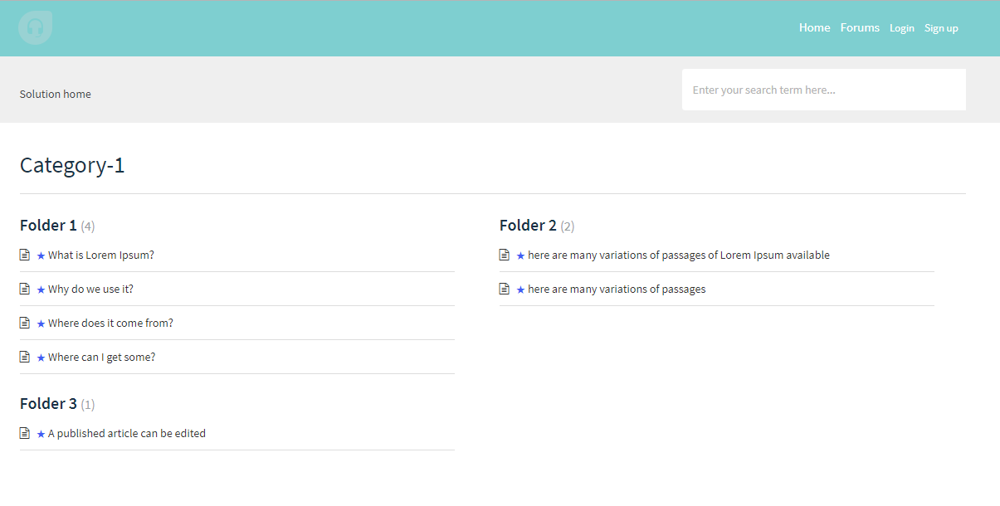 Home Forums Login Sign up
Solution home
Enter your search term here...
Category-1
Folder 1 (4)
★ What is Lorem Ipsum?
★ Why do we use it?
★ Where does it come from?
★ Where can I get some?
Folder 2 (2)
★ here are many variations of passages of Lorem Ipsum available
★ here are many variations of passages
Folder 3 (1)
★ A published article can be edited